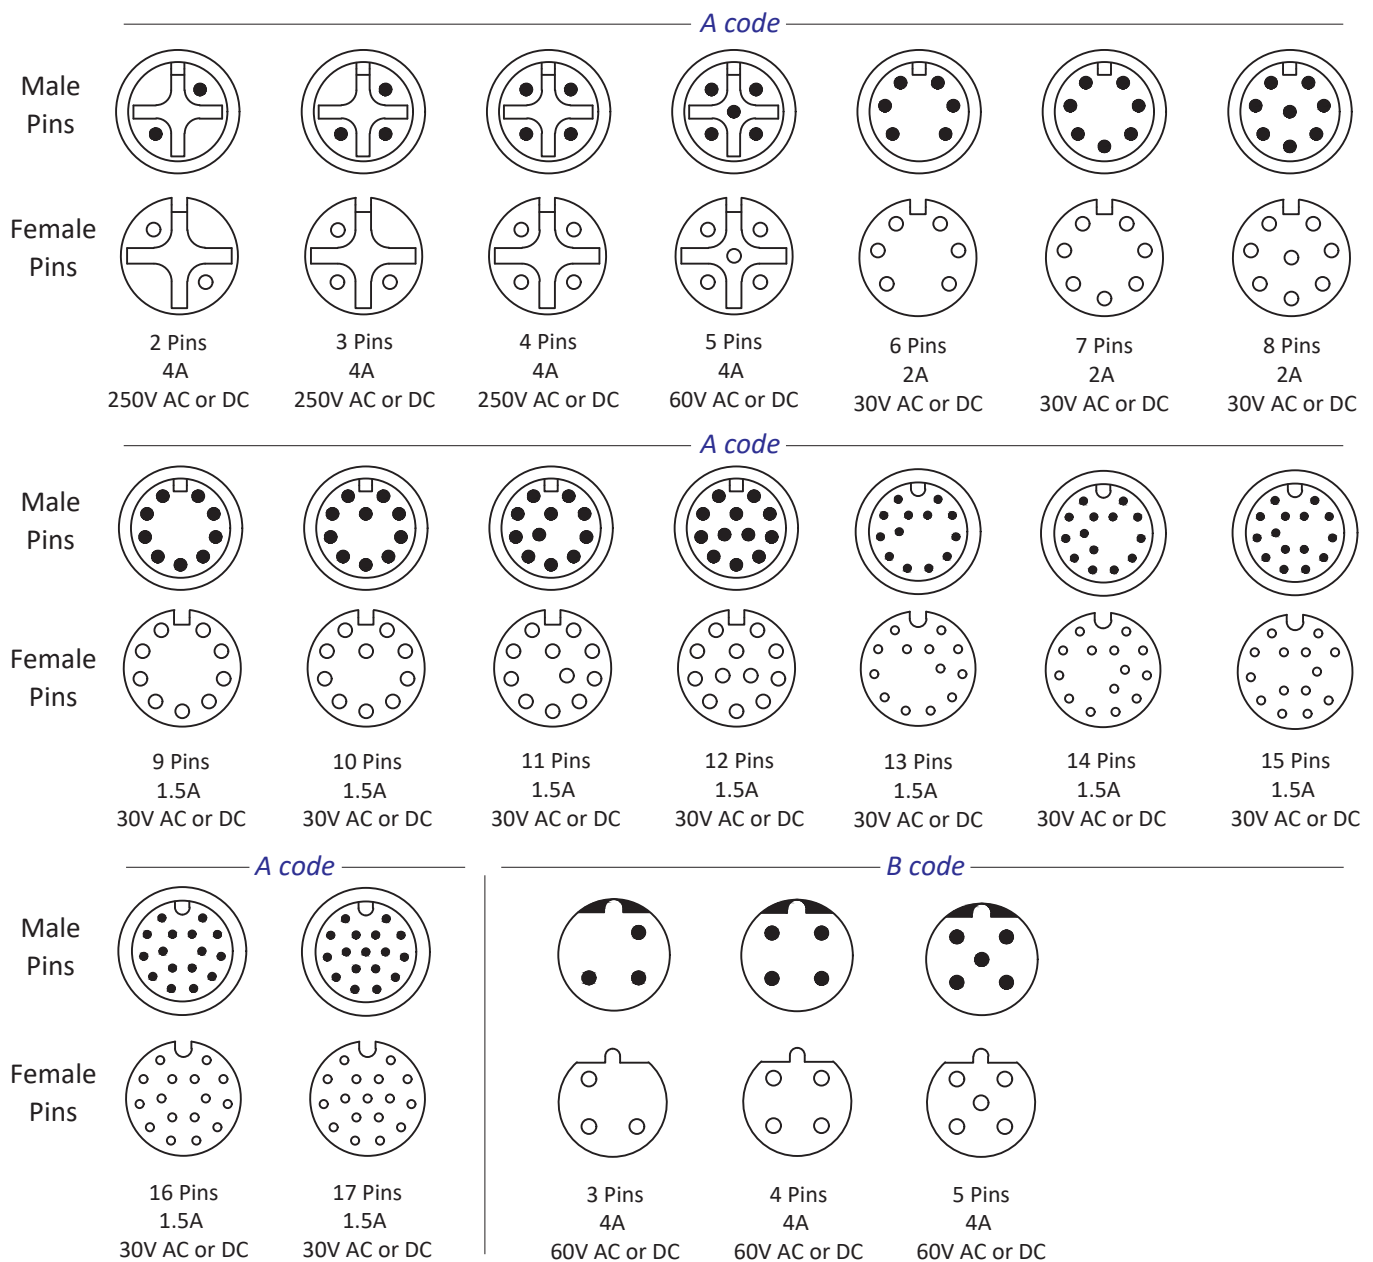 A code
Male
Pins
Female
Pins
2 Pins
4A
250V AC or DC
3 Pins
4A
250V AC or DC
4 Pins
4A
250V AC or DC
5 Pins
4A
60V AC or DC
6 Pins
2A
30V AC or DC
7 Pins
2A
30V AC or DC
8 Pins
2A
30V AC or DC
A code
Male
Pins
Female
Pins
9 Pins
1.5A
30V AC or DC
10 Pins
1.5A
30V AC or DC
11 Pins
1.5A
30V AC or DC
12 Pins
1.5A
30V AC or DC
13 Pins
1.5A
30V AC or DC
14 Pins
1.5A
30V AC or DC
15 Pins
1.5A
30V AC or DC
A code
Male
Pins
Female
Pins
16 Pins
1.5A
30V AC or DC
17 Pins
1.5A
30V AC or DC
B code
3 Pins
4A
60V AC or DC
4 Pins
4A
60V AC or DC
5 Pins
4A
60V AC or DC